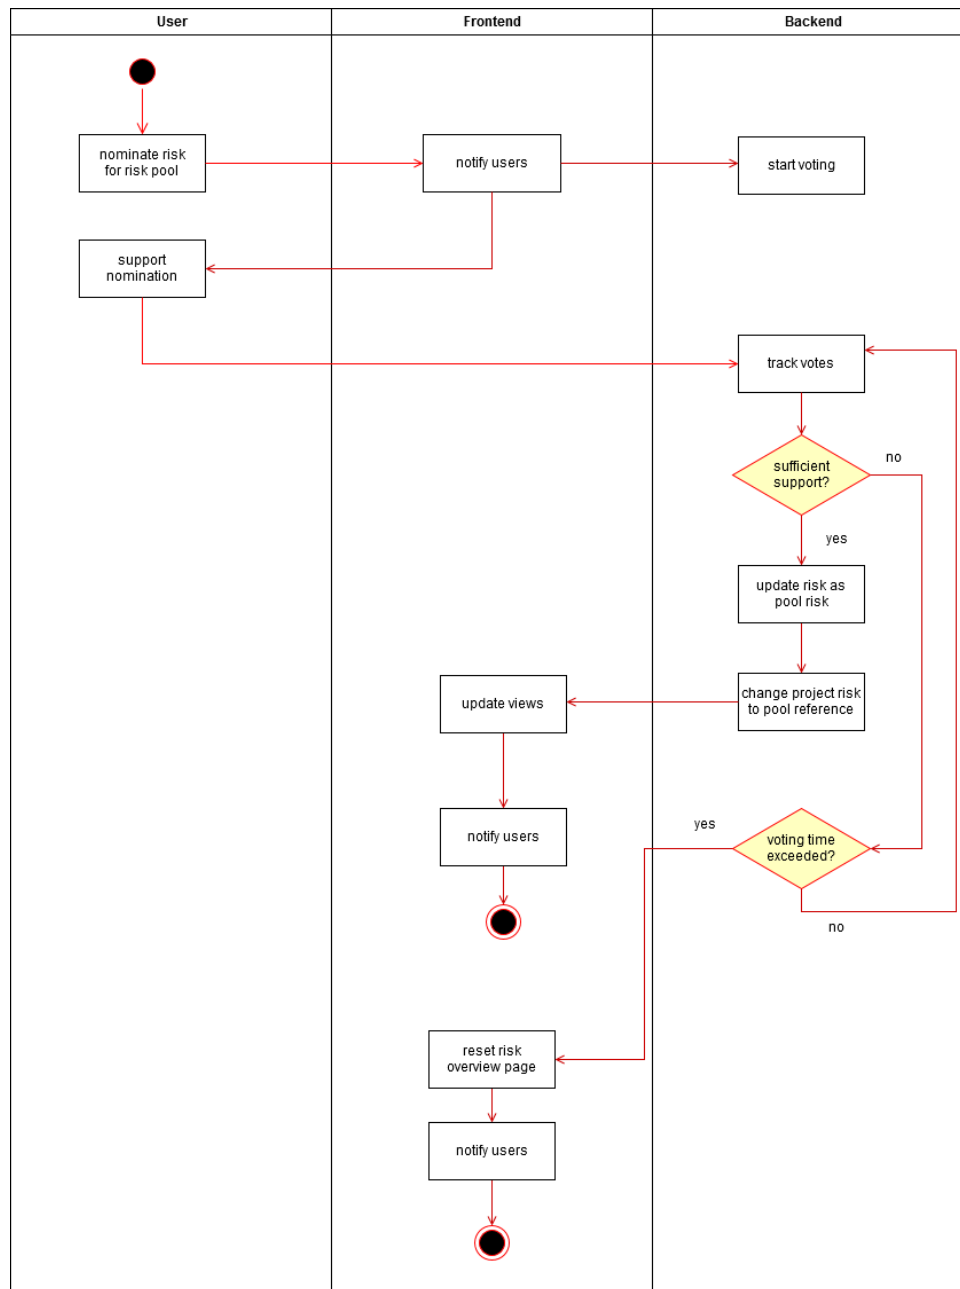 User
Frontend
Backend
nominate risk
for risk pool
notify users
start voting
support
nomination
track votes
sufficient
support?
no
yes
update risk as
pool risk
change project risk
to pool reference
update views
notify users
voting time
exceeded?
yes
no
reset risk
overview page
notify users